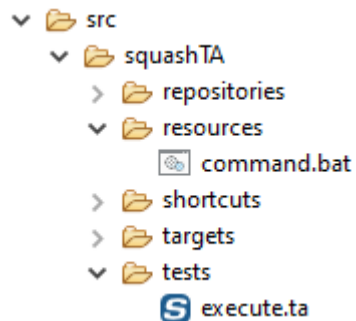 src
squashTA
repositories
resources
command.bat
shortcuts
targets
tests
execute.ta